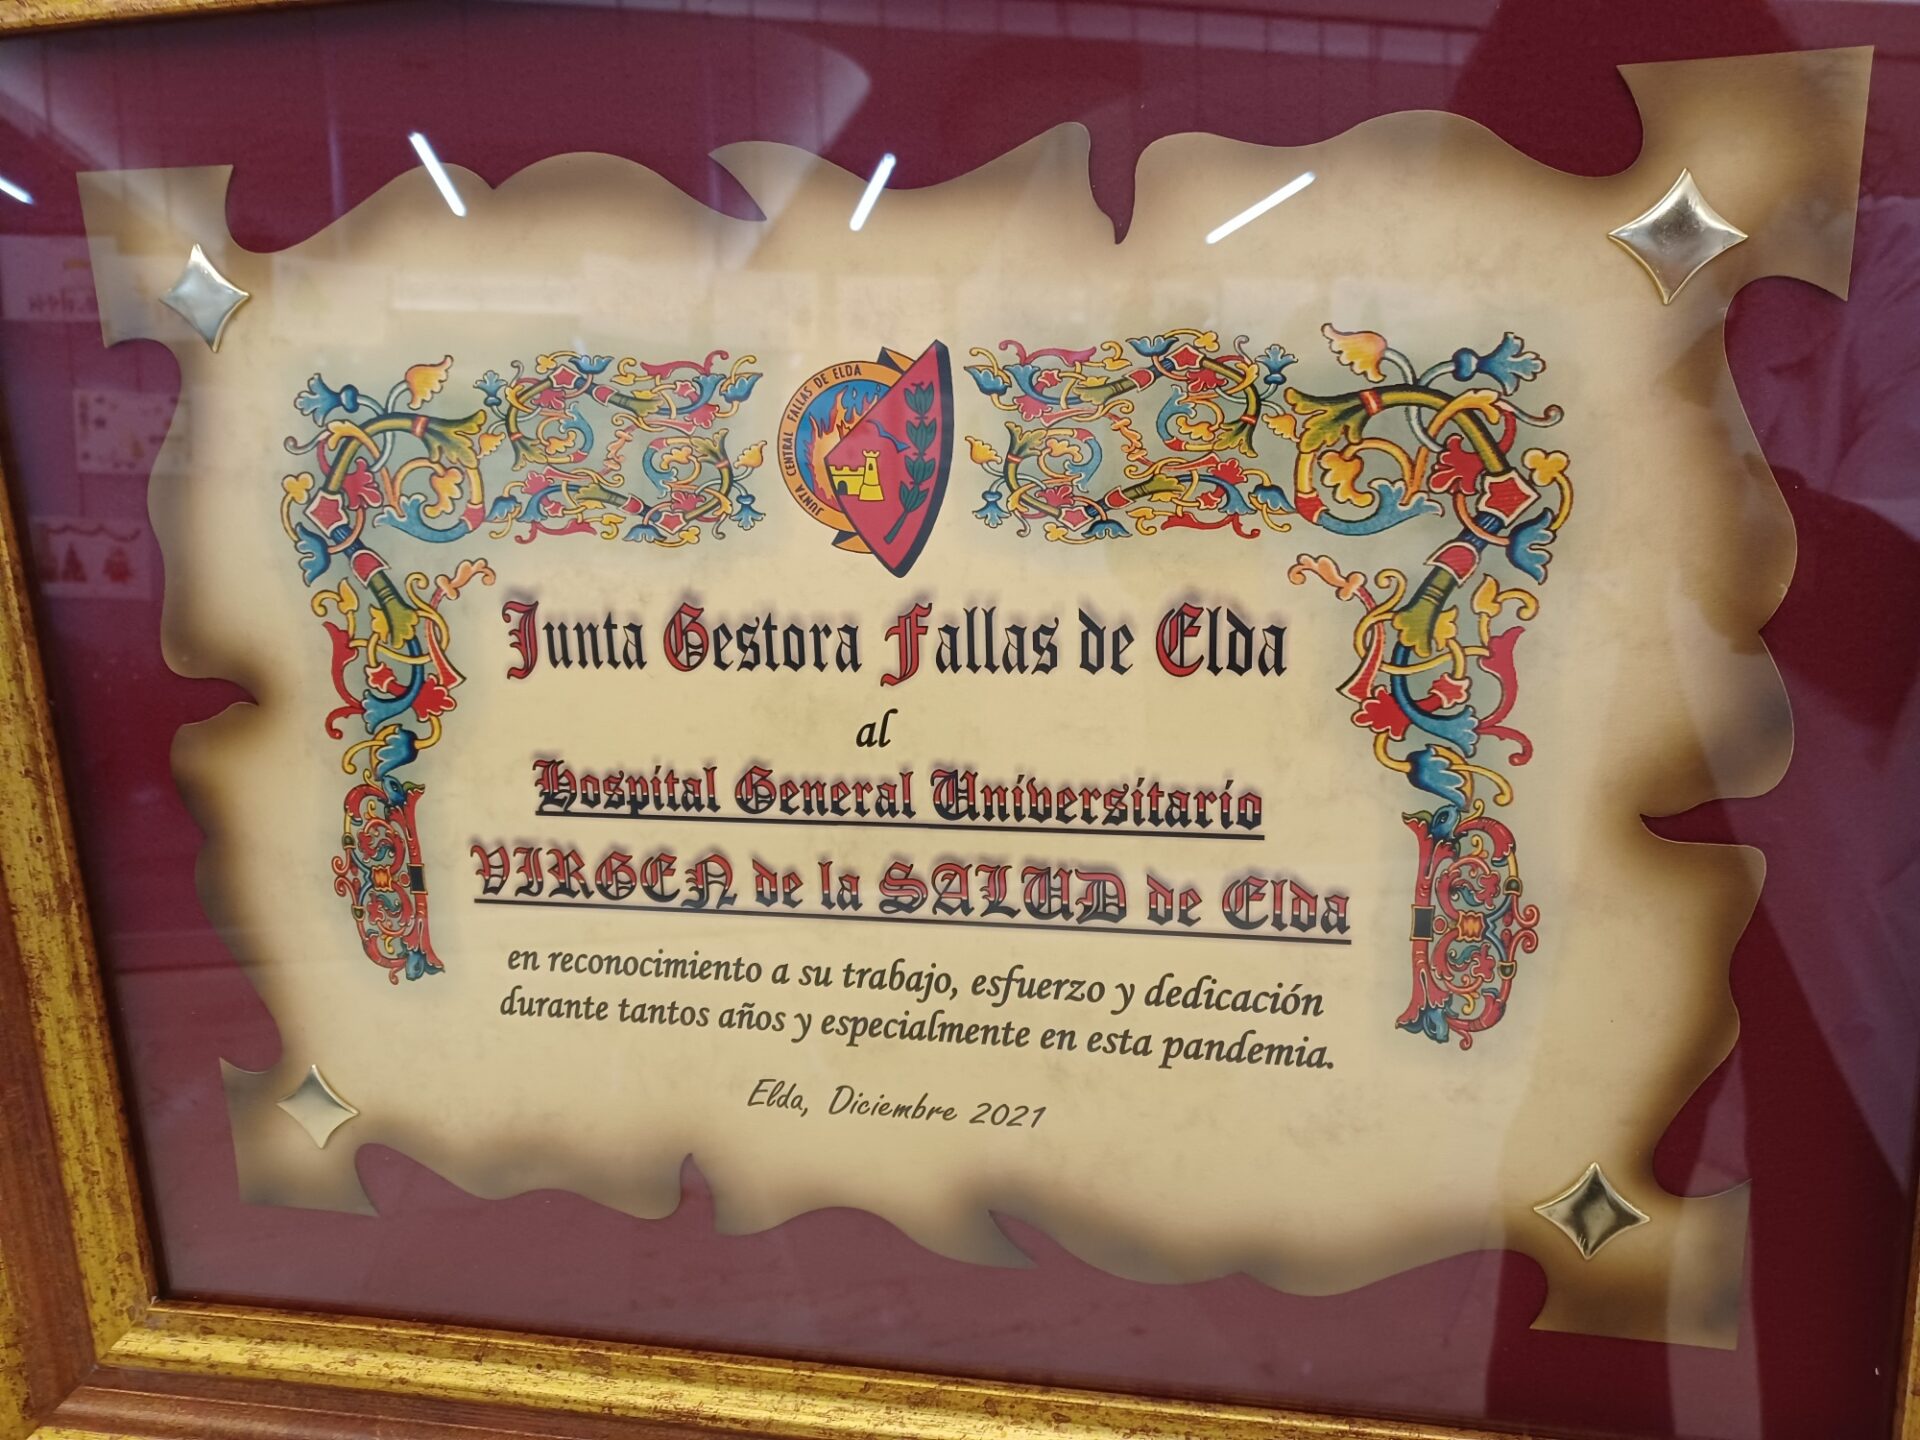 JUNTA CENTRAL FALLAS DE ELDA
Junta Gestora Fallas de Elda
al
Hospital General Universitario
VIRGEN de la SALUD de Elda
en reconocimiento a su trabajo, esfuerzo y dedicación
durante tantos años y especialmente en esta pandemia.
Elda, Diciembre 2021